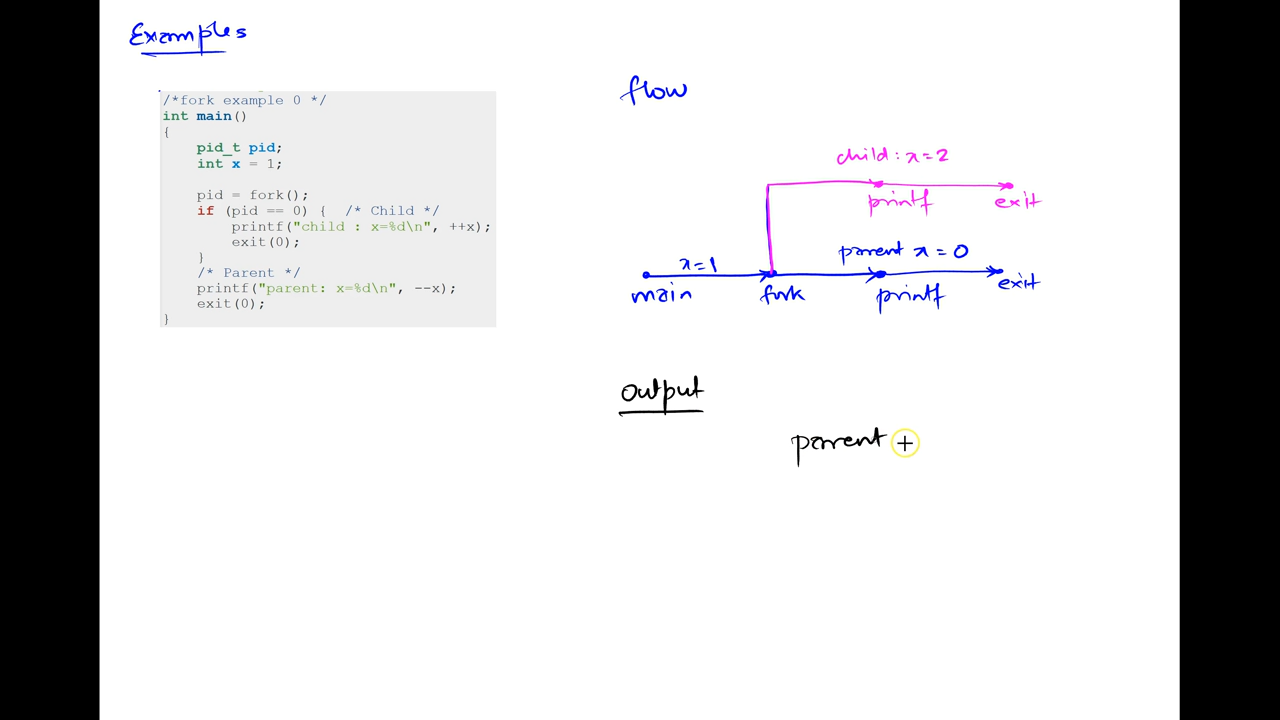 Examples
/*fork example 0 */
int main()
{
pid_t pid;
int x = 1;
pid = fork();
if (pid == 0) {  /* Child */
printf("child : x=%d\n", ++x);
exit(0);
}
/* Parent */
printf("parent: x=%d\n", --x);
exit(0);
}
flow
child : x=2
printf
exit
x=1
parent x=0
main
fork
printf
exit
output
parent